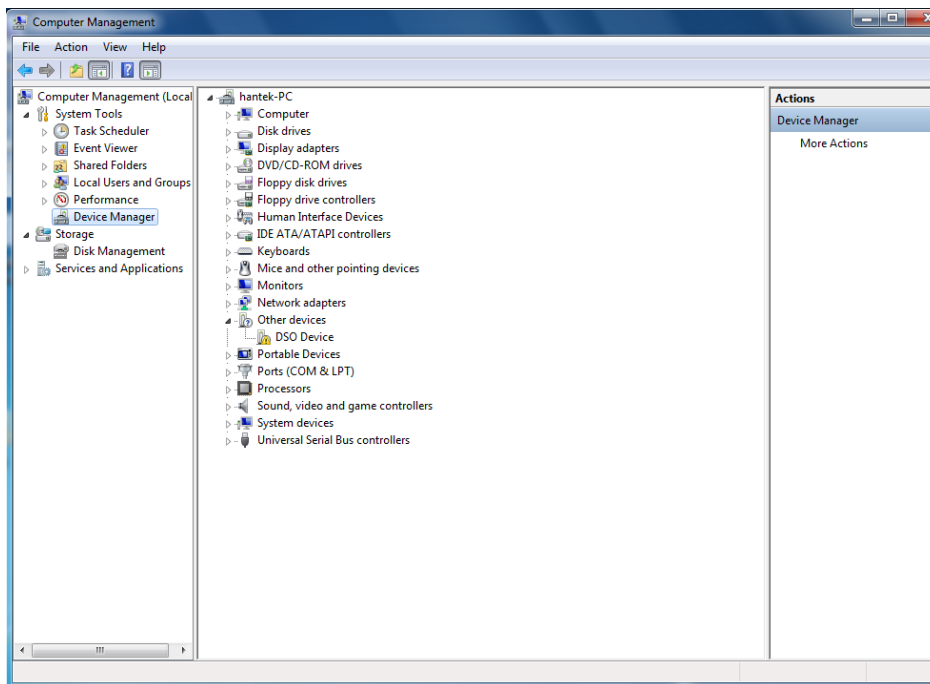 Computer Management
File Action View Help
Computer Management (Local
System Tools
Task Scheduler
Event Viewer
Shared Folders
Local Users and Groups
Performance
Device Manager
Storage
Disk Management
Services and Applications
hantek-PC
Computer
Disk drives
Display adapters
DVD/CD-ROM drives
Floppy disk drives
Floppy drive controllers
Human Interface Devices
IDE ATA/ATAPI controllers
Keyboards
Mice and other pointing devices
Monitors
Network adapters
Other devices
DSO Device
Portable Devices
Ports (COM & LPT)
Processors
Sound, video and game controllers
System devices
Universal Serial Bus controllers
Actions
Device Manager
More Actions